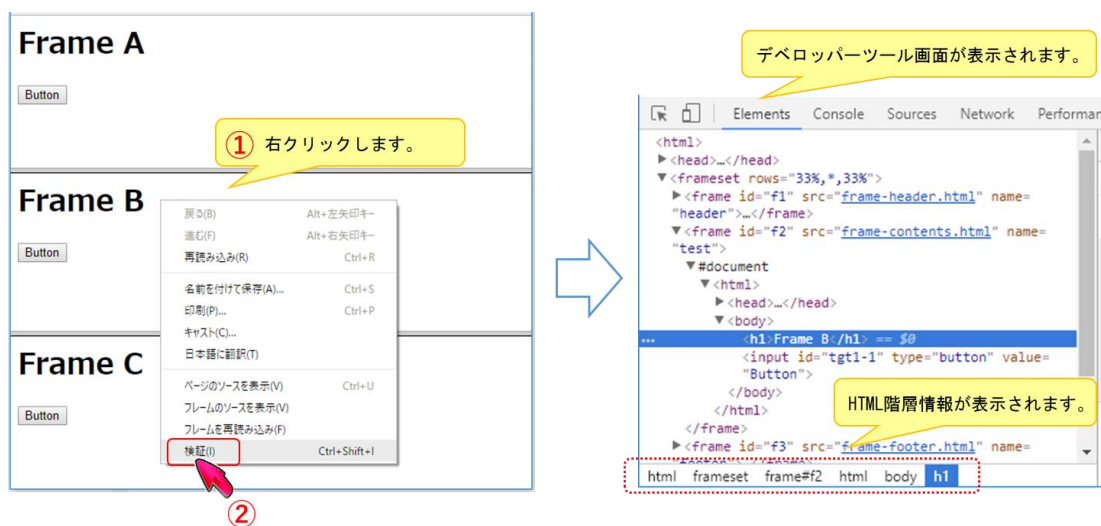 Frame A
Button
① 右クリックします。
Frame B
Button
戻る(B) Alt+左矢印キー
進む(F) Alt+右矢印キー
再読み込み(R) Ctrl+R
名前を付けて保存(A)... Ctrl+S
印刷(P)... Ctrl+P
キャスト(C)...
日本語に翻訳(T)
ページのソースを表示(V) Ctrl+U
フレームのソースを表示(V)
フレームを再読み込み(F)
検証(I) Ctrl+Shift+I
②
Frame C
Button
デベロッパーツール画面が表示されます。
Elements Console Sources Network Performan
<html>
▶<head>…</head>
▼<frameset rows="33%,*,33%">
▶<frame id="f1" src="frame-header.html" name=
"header">…</frame>
▼<frame id="f2" src="frame-contents.html" name=
"test">
▼#document
▼<html>
▶<head>…</head>
▼<body>
… <h1>Frame B</h1> == $0
<input id="tgt1-1" type="button" value=
"Button">
</body>
</html>
</frame>
▶<frame id="f3" src="frame-footer.html" name=
HTML階層情報が表示されます。
html frameset frame#f2 html body h1